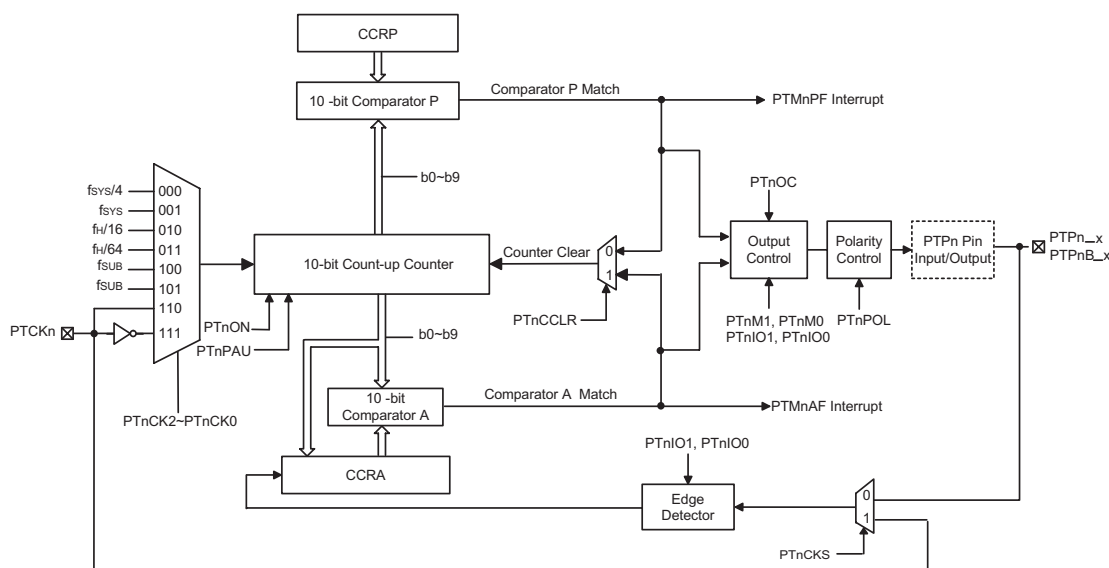 CCRP
10 -bit Comparator P
Comparator P Match
PTMnPF Interrupt
b0~b9
fSYS/4
000
fSYS
001
fH/16
010
fH/64
011
fSUB
100
fSUB
101
110
111
PTCKn
PTnCK2~PTnCK0
10-bit Count-up Counter
PTnON
PTnPAU
Counter Clear
0
1
PTnCCLR
PTnOC
Output
Control
Polarity
Control
PTPn Pin
Input/Output
PTPn_x
PTPnB_x
PTnM1, PTnM0
PTnIO1, PTnIO0
PTnPOL
b0~b9
10 -bit
Comparator A
Comparator A Match
PTMnAF Interrupt
CCRA
PTnIO1, PTnIO0
Edge
Detector
0
1
PTnCKS